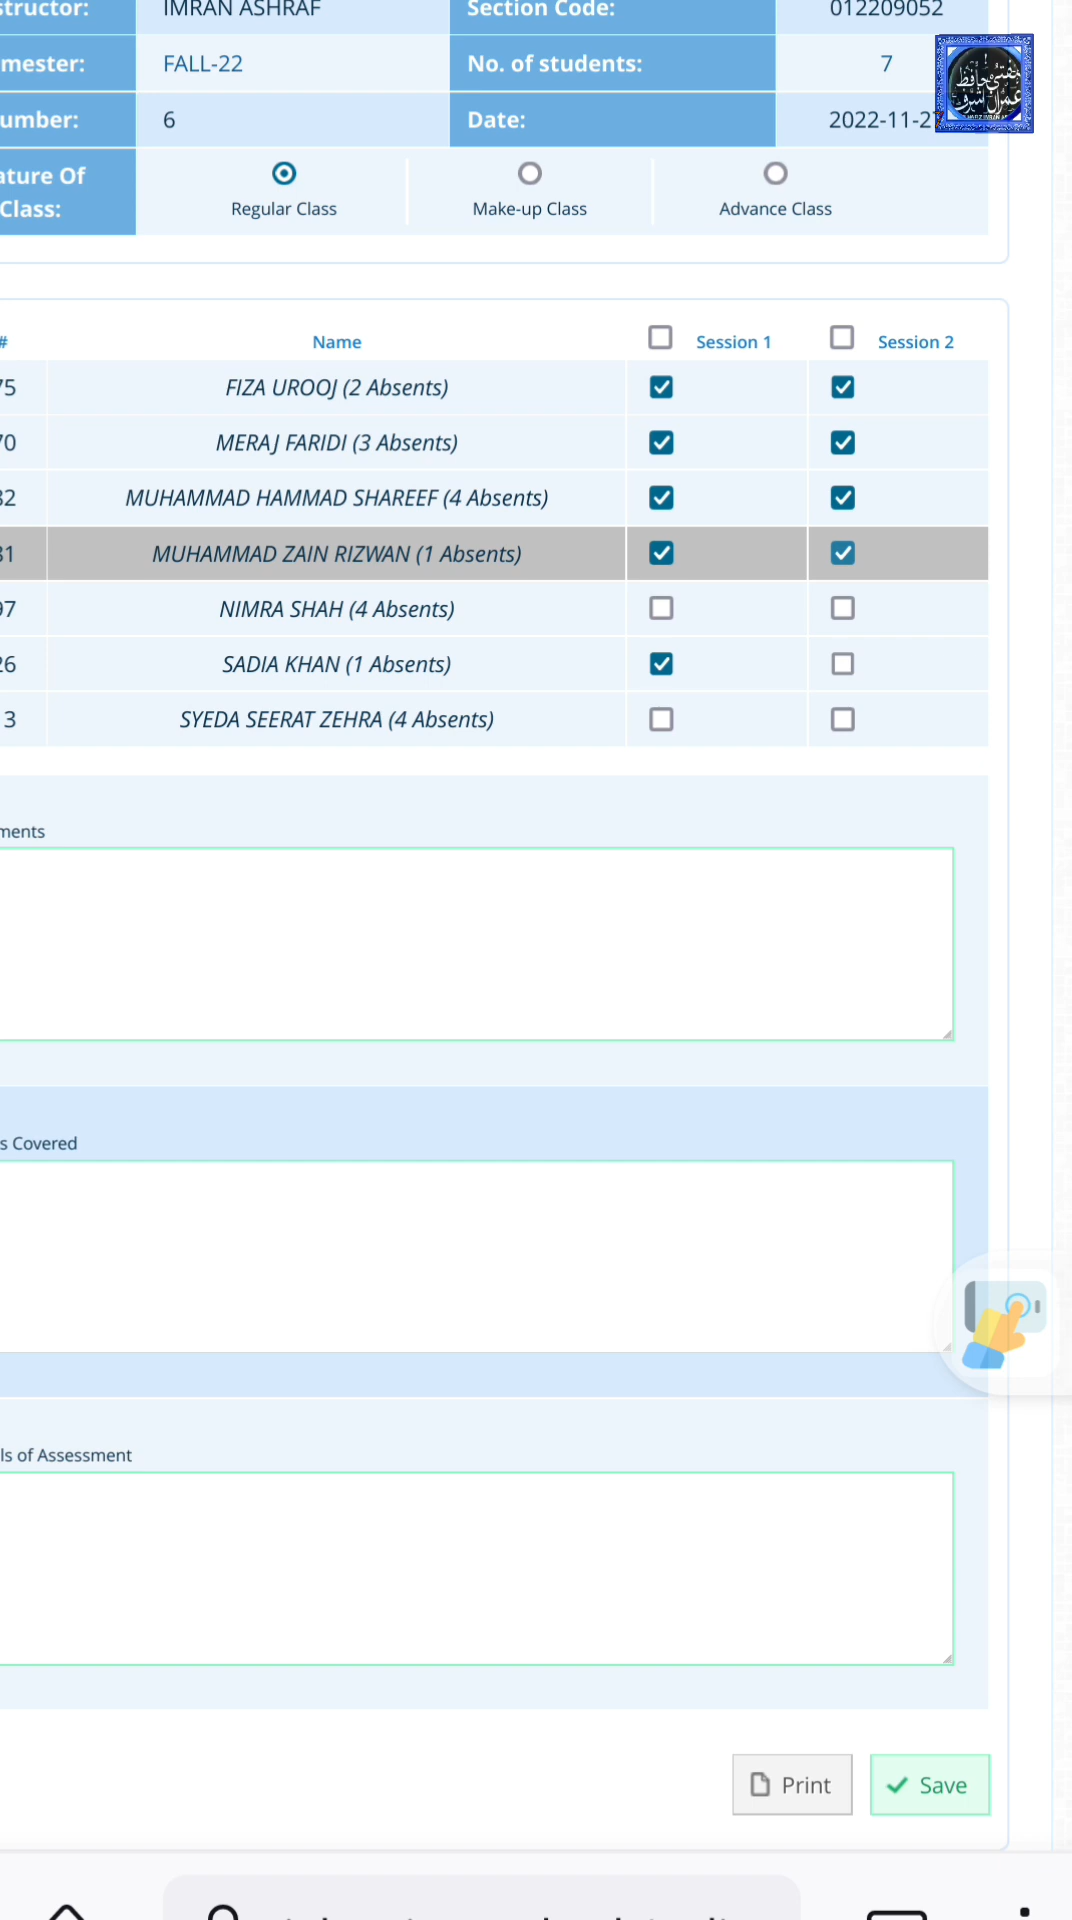 structor: IMRAN ASHRAF Section Code: 012209052
mester: FALL-22 No. of students: 7
umber: 6 Date: 2022-11-2
ature Of
Class:
Regular Class Make-up Class Advance Class
# Name Session 1 Session 2
75 FIZA UROOJ (2 Absents)
70 MERAJ FARIDI (3 Absents)
82 MUHAMMAD HAMMAD SHAREEF (4 Absents)
81 MUHAMMAD ZAIN RIZWAN (1 Absents)
97 NIMRA SHAH (4 Absents)
26 SADIA KHAN (1 Absents)
3 SYEDA SEERAT ZEHRA (4 Absents)
ments
s Covered
ls of Assessment
Print Save